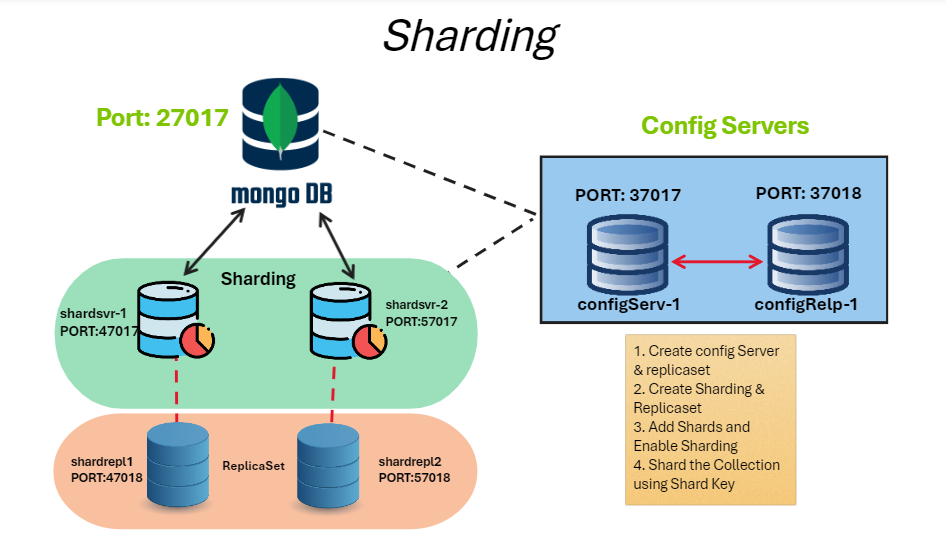 Sharding
Port: 27017
mongo DB
Config Servers
PORT: 37017
PORT: 37018
configServ-1
configRelp-1
Sharding
shardsvr-1
PORT:47017
shardsvr-2
PORT:57017
shardrepl1
PORT:47018
ReplicaSet
shardrepl2
PORT:57018
1. Create config Server
& replicaset
2. Create Sharding &
Replicaset
3. Add Shards and
Enable Sharding
4. Shard the Collection
using Shard Key